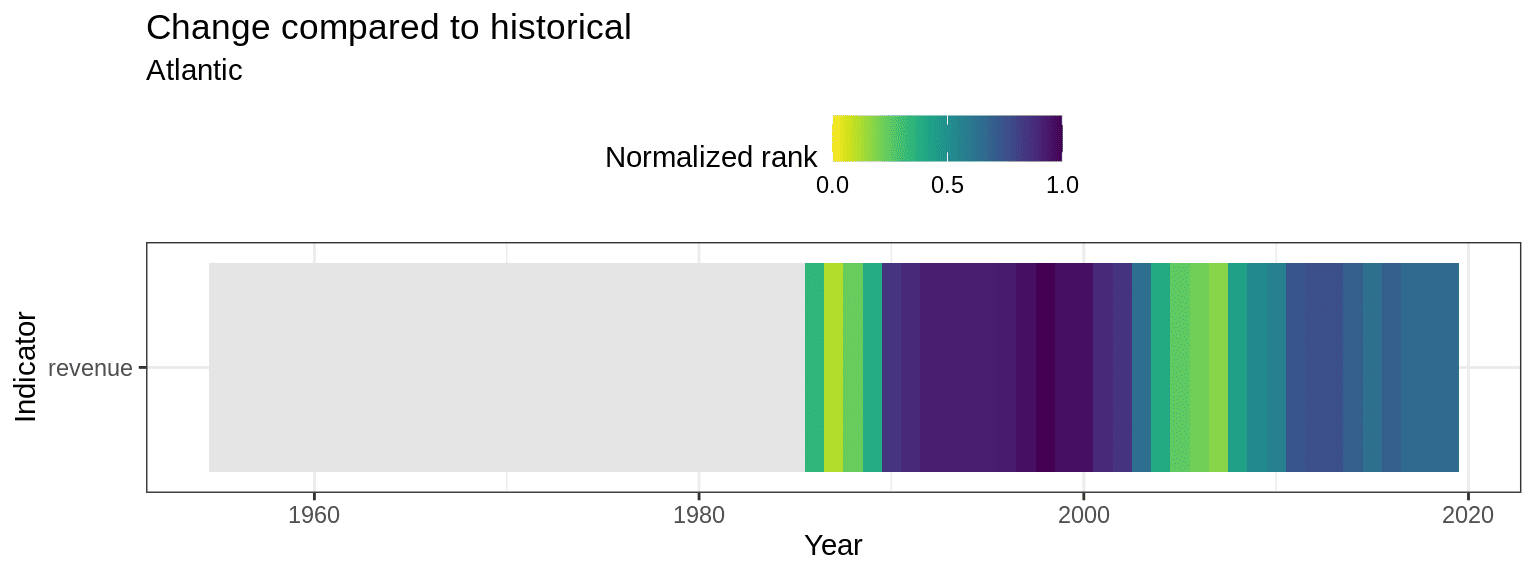 Change compared to historical
Atlantic
Normalized rank
0.0 0.5 1.0
Indicator
revenue
1960 1980 2000 2020
Year